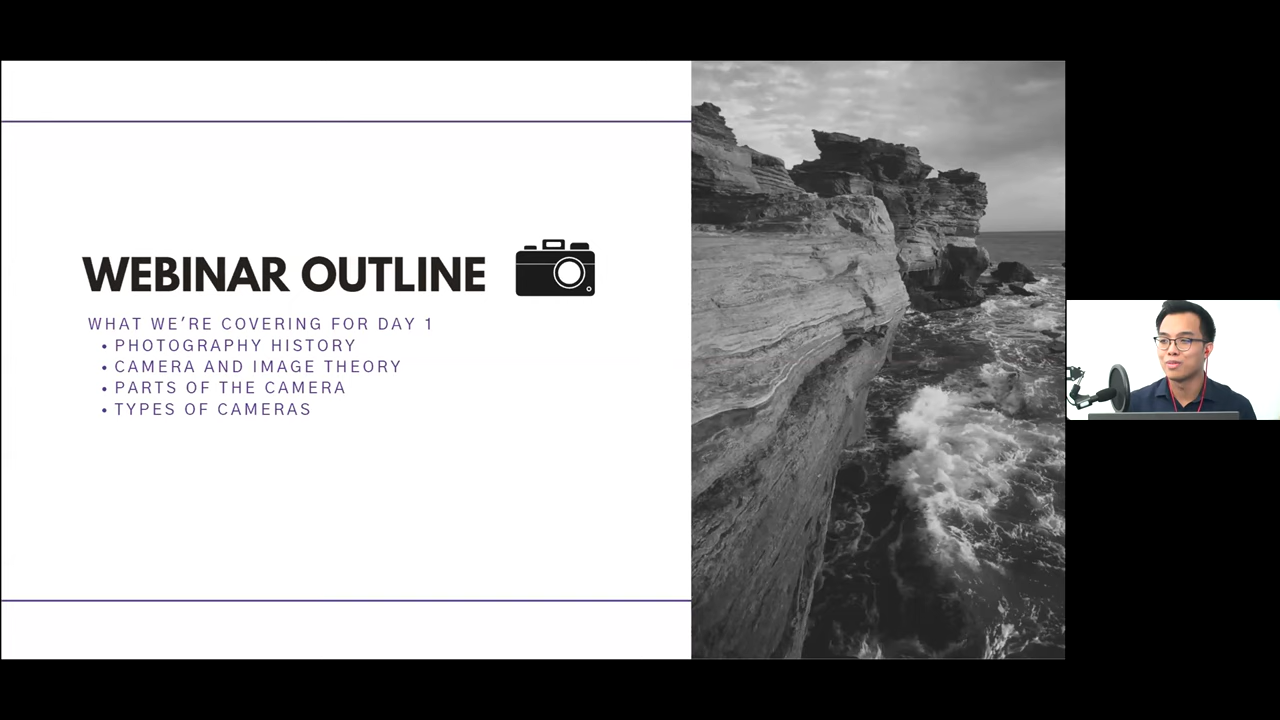 WEBINAR OUTLINE
WHAT WE'RE COVERING FOR DAY 1
• PHOTOGRAPHY HISTORY
• CAMERA AND IMAGE THEORY
• PARTS OF THE CAMERA
• TYPES OF CAMERAS